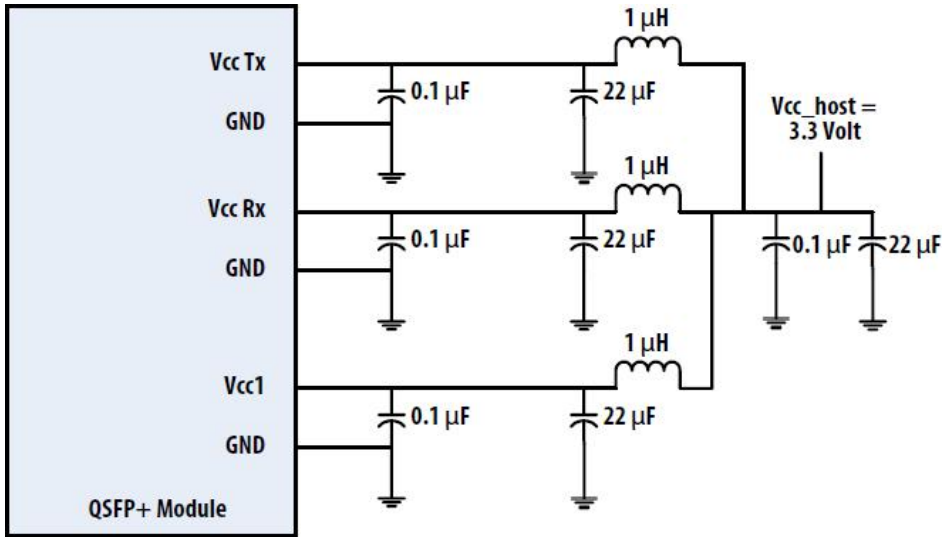 1 µH
Vcc Tx
0.1 µF
22 µF
GND
Vcc_host =
3.3 Volt
1 µH
Vcc Rx
0.1 µF
22 µF
0.1 µF
22 µF
GND
1 µH
Vcc1
0.1 µF
22 µF
GND
QSFP+ Module